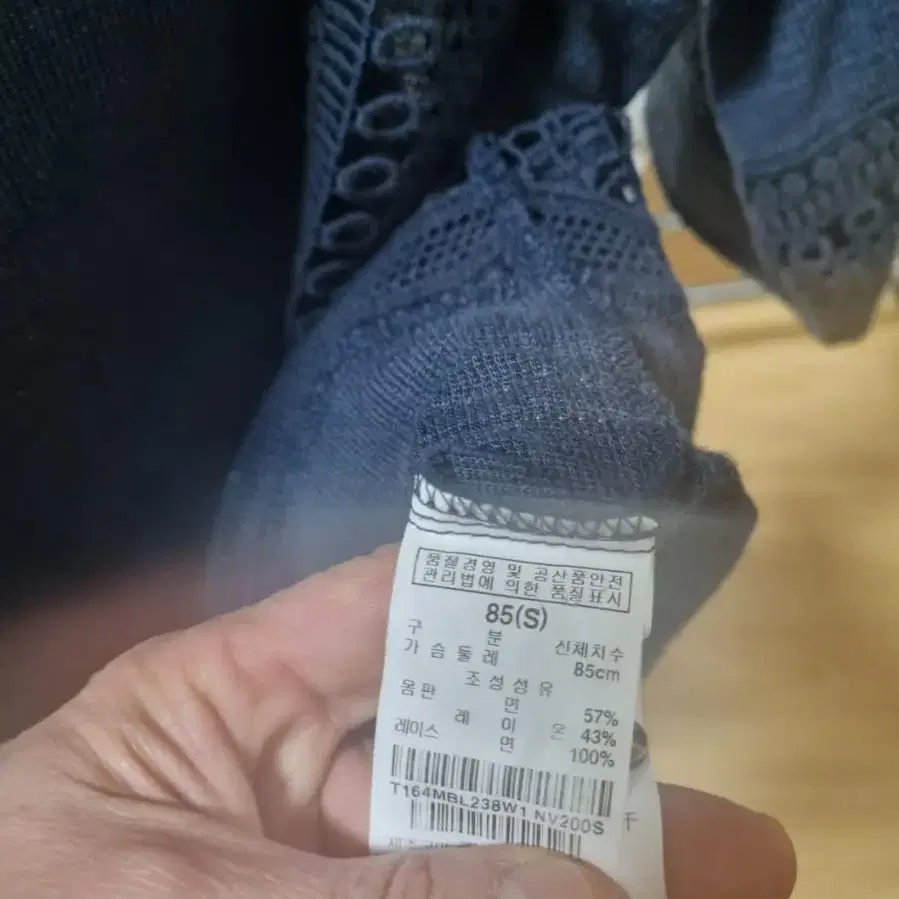 품질경영 및 공산품안전
관리법에 의한 품질표시
85(S)
구 분 신체치수
가슴둘레 85cm
조성섬유
몸판 면 57%
레이온 43%
레이스 면 100%
T164MBL238W1 NV200S